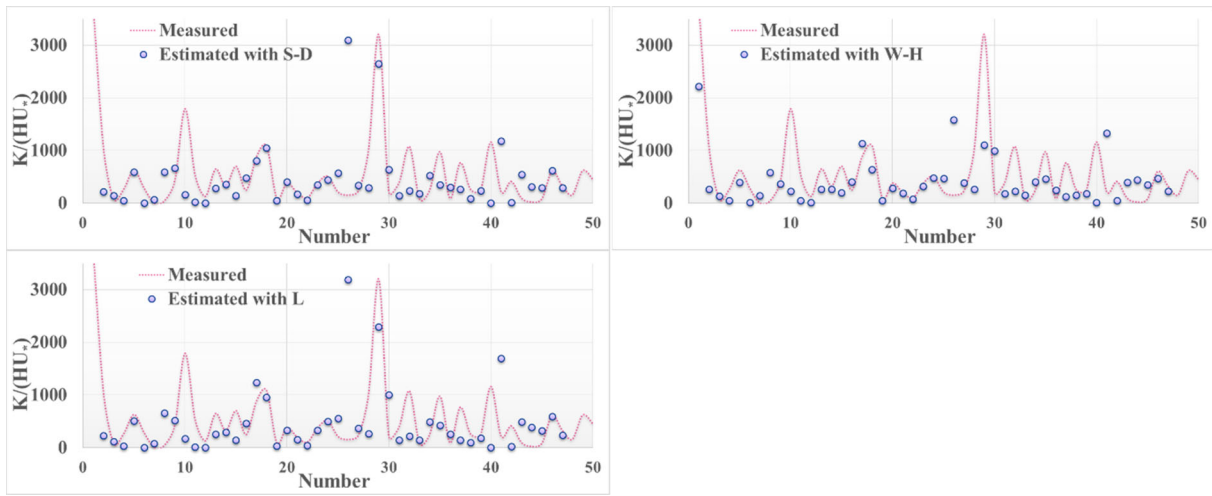 Measured
Estimated with S-D
3000
2000
1000
0
K/(HU*)
0 10 20 30 40 50
Number
Measured
Estimated with W-H
3000
2000
1000
0
K/(HU*)
0 10 20 30 40 50
Number
Measured
Estimated with L
3000
2000
1000
0
K/(HU*)
0 10 20 30 40 50
Number